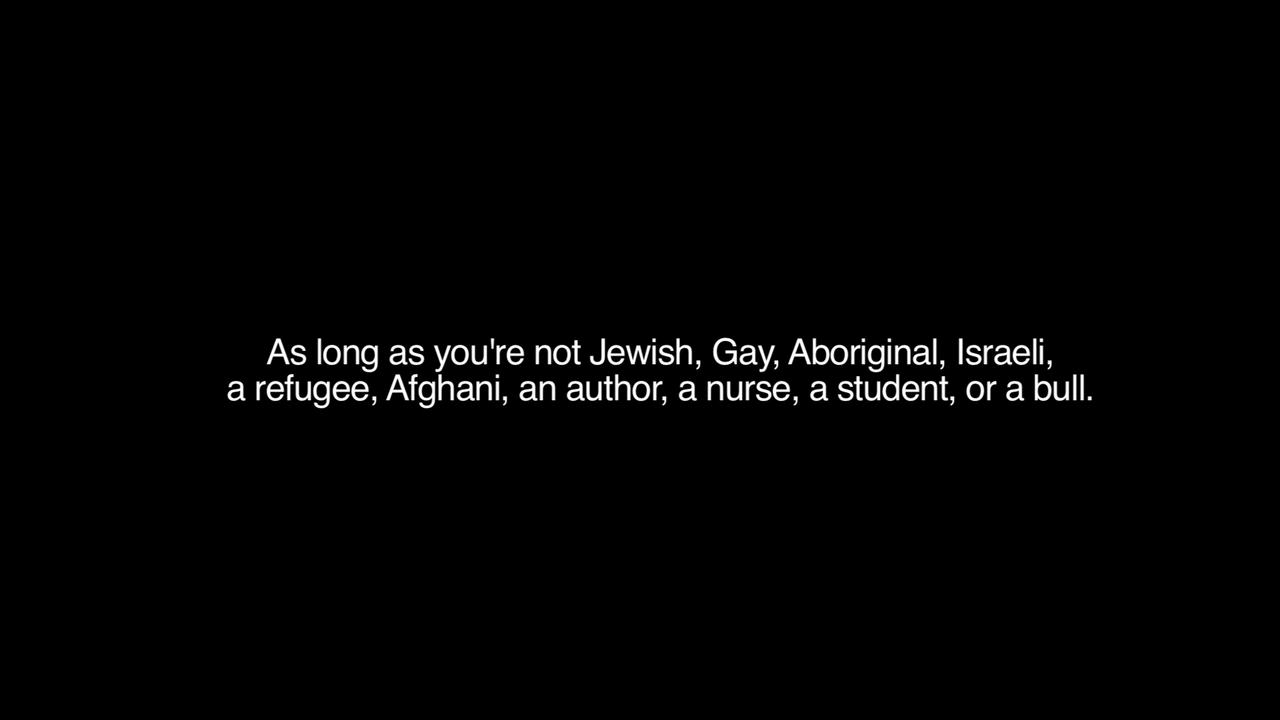 As long as you're not Jewish, Gay, Aboriginal, Israeli,
a refugee, Afghani, an author, a nurse, a student, or a bull.